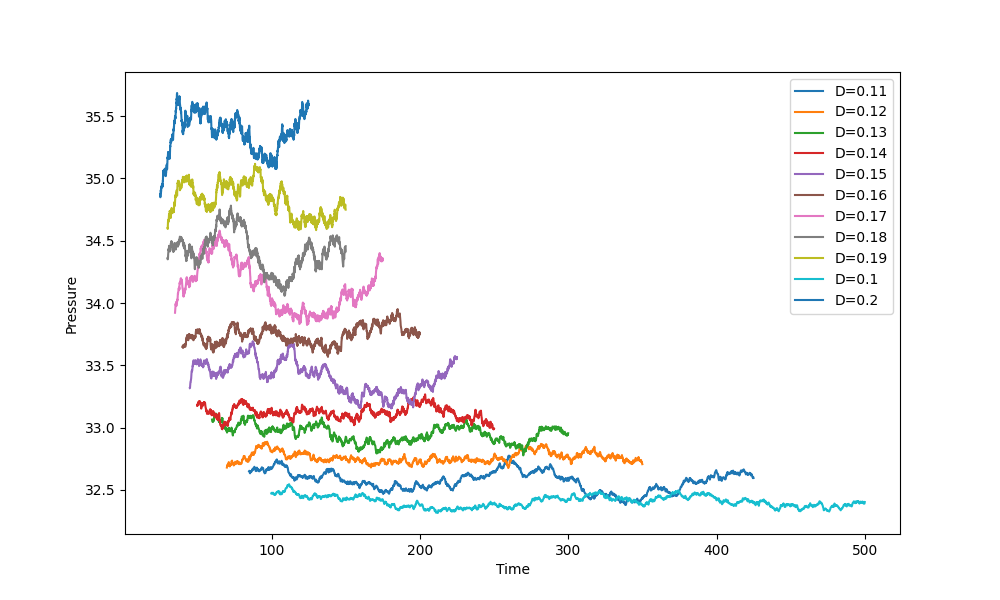 35.5
35.0
34.5
34.0
33.5
33.0
32.5
Pressure
100 200 300 400 500
Time
D=0.11
D=0.12
D=0.13
D=0.14
D=0.15
D=0.16
D=0.17
D=0.18
D=0.19
D=0.1
D=0.2